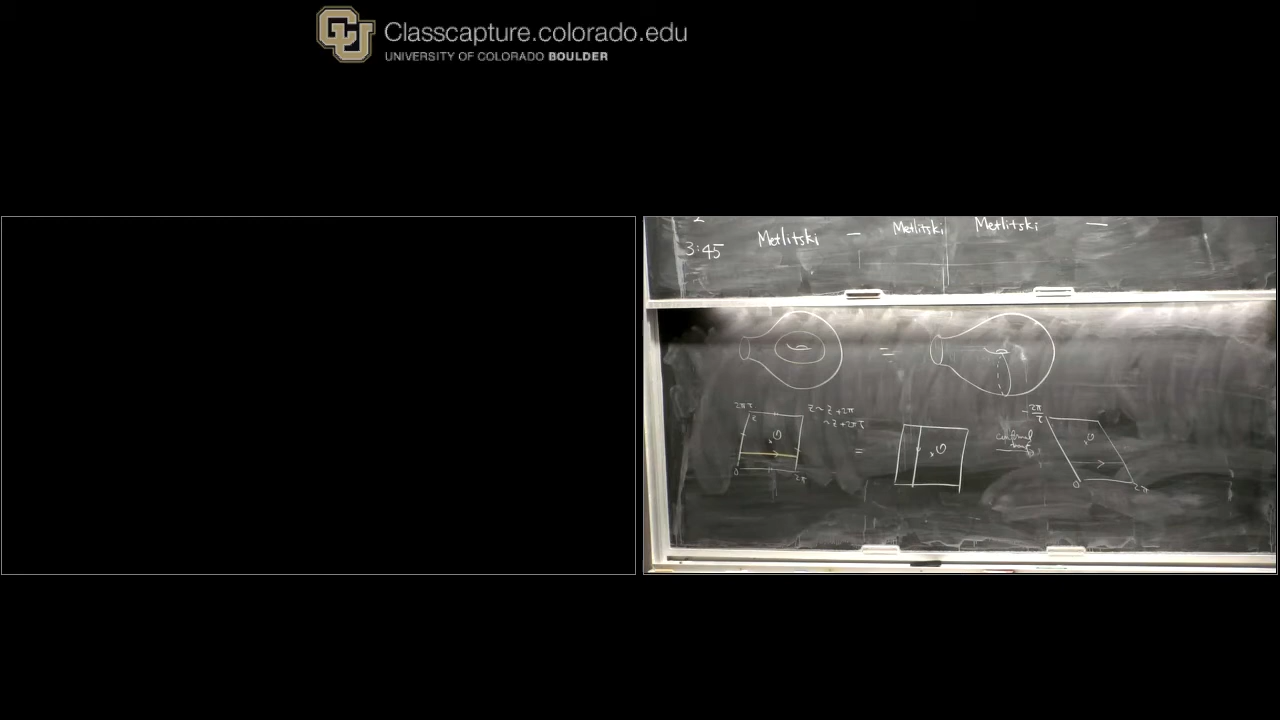 Classcapture.colorado.edu
UNIVERSITY OF COLORADO BOULDER
3:45 Metlitski — Metlitski Metlitski —
=
2πτ z z ~ z + 2π
~ z + 2πτ
O = O conformal O
0 2π
-2π/τ
0 2π